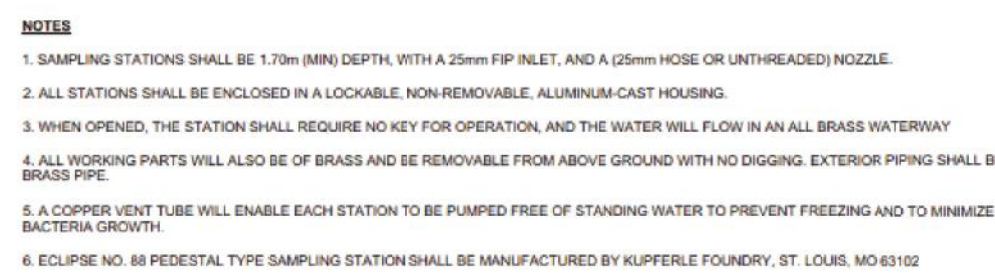 NOTES
1. SAMPLING STATIONS SHALL BE 1.70m (MIN) DEPTH, WITH A 25mm FIP INLET, AND A (25mm HOSE OR UNTHREADED) NOZZLE.
2. ALL STATIONS SHALL BE ENCLOSED IN A LOCKABLE, NON-REMOVABLE, ALUMINUM-CAST HOUSING.
3. WHEN OPENED, THE STATION SHALL REQUIRE NO KEY FOR OPERATION, AND THE WATER WILL FLOW IN AN ALL BRASS WATERWAY
4. ALL WORKING PARTS WILL ALSO BE OF BRASS AND BE REMOVABLE FROM ABOVE GROUND WITH NO DIGGING. EXTERIOR PIPING SHALL B
BRASS PIPE.
5. A COPPER VENT TUBE WILL ENABLE EACH STATION TO BE PUMPED FREE OF STANDING WATER TO PREVENT FREEZING AND TO MINIMIZE
BACTERIA GROWTH.
6. ECLIPSE NO. 88 PEDESTAL TYPE SAMPLING STATION SHALL BE MANUFACTURED BY KUPFERLE FOUNDRY, ST. LOUIS, MO 63102